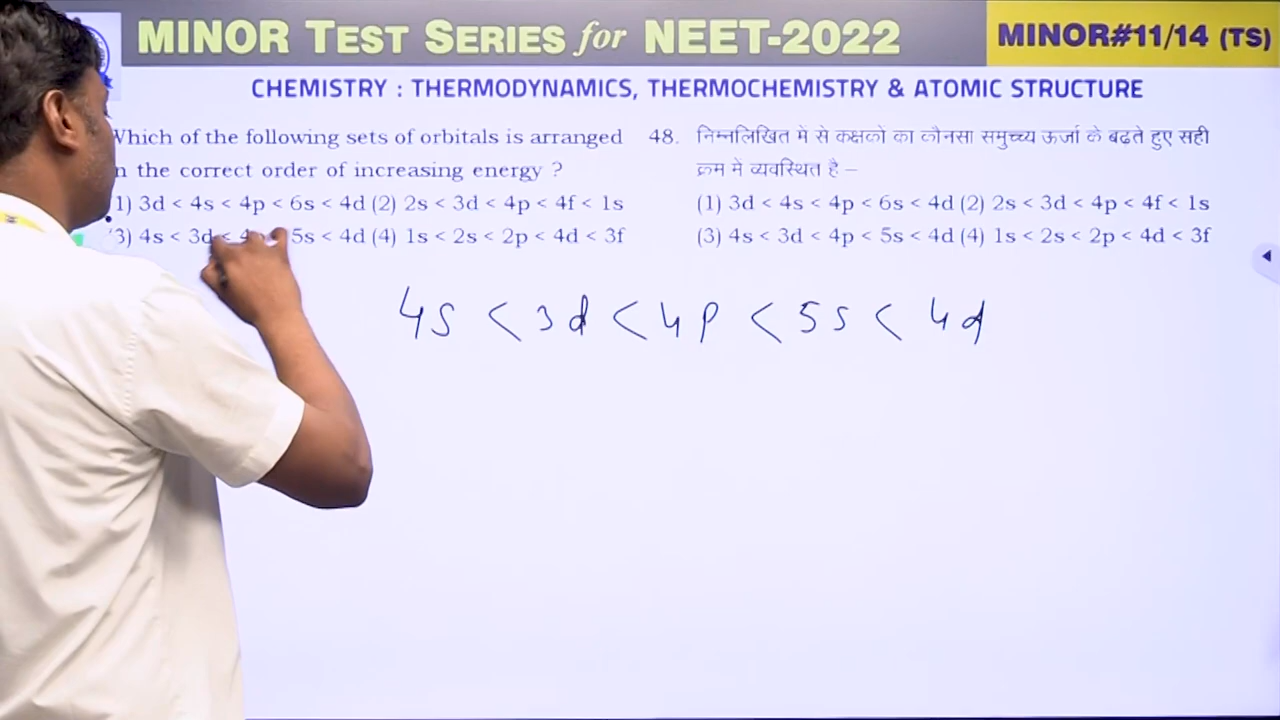 MINOR TEST SERIES for NEET-2022
MINOR#11/14 (TS)
CHEMISTRY : THERMODYNAMICS, THERMOCHEMISTRY & ATOMIC STRUCTURE
Which of the following sets of orbitals is arranged
in the correct order of increasing energy ?
1) 3d < 4s < 4p < 6s < 4d (2) 2s < 3d < 4p < 4f < 1s
(3) 4s < 3d < 5s < 4d (4) 1s < 2s < 2p < 4d < 3f
48. निम्नलिखित में से कक्षकों का कौनसा समुच्च्य ऊर्जा के बढते हुए सही
क्रम में व्यवस्थित है –
(1) 3d < 4s < 4p < 6s < 4d (2) 2s < 3d < 4p < 4f < 1s
(3) 4s < 3d < 4p < 5s < 4d (4) 1s < 2s < 2p < 4d < 3f
4s < 3d < 4p < 5s < 4d